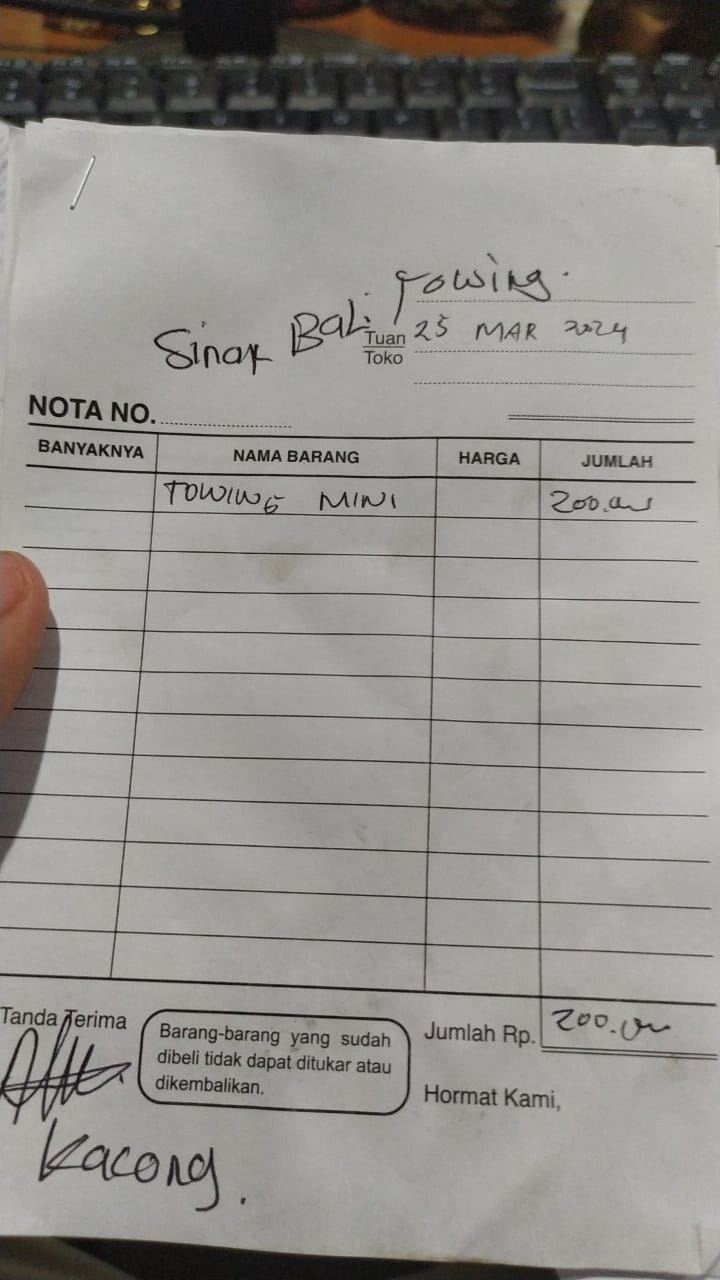 Sinar Bali Towing.
Tuan
Toko
25 MAR 2024
NOTA NO.
BANYAKNYA NAMA BARANG HARGA JUMLAH
TOWING MINI 200.000
Tanda Terima
Barang-barang yang sudah
dibeli tidak dapat ditukar atau
dikembalikan.
Jumlah Rp. 200.000
Hormat Kami,
Kacong.